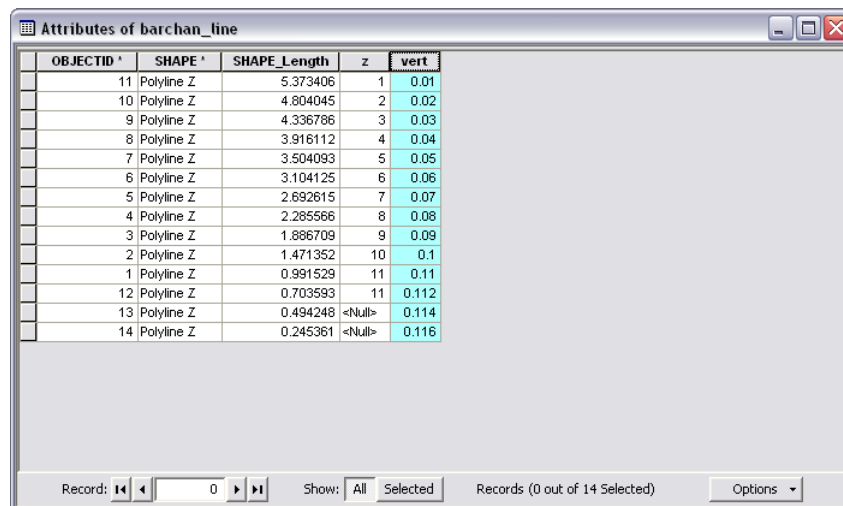 Attributes of barchan_line
OBJECTID * SHAPE * SHAPE_Length z vert
11 Polyline Z 5.373406 1 0.01
10 Polyline Z 4.804045 2 0.02
9 Polyline Z 4.336786 3 0.03
8 Polyline Z 3.916112 4 0.04
7 Polyline Z 3.504093 5 0.05
6 Polyline Z 3.104125 6 0.06
5 Polyline Z 2.692615 7 0.07
4 Polyline Z 2.285566 8 0.08
3 Polyline Z 1.886709 9 0.09
2 Polyline Z 1.471352 10 0.1
1 Polyline Z 0.991529 11 0.11
12 Polyline Z 0.703593 11 0.112
13 Polyline Z 0.494248 <Null> 0.114
14 Polyline Z 0.245361 <Null> 0.116
Record: 0 Show: All Selected Records (0 out of 14 Selected) Options